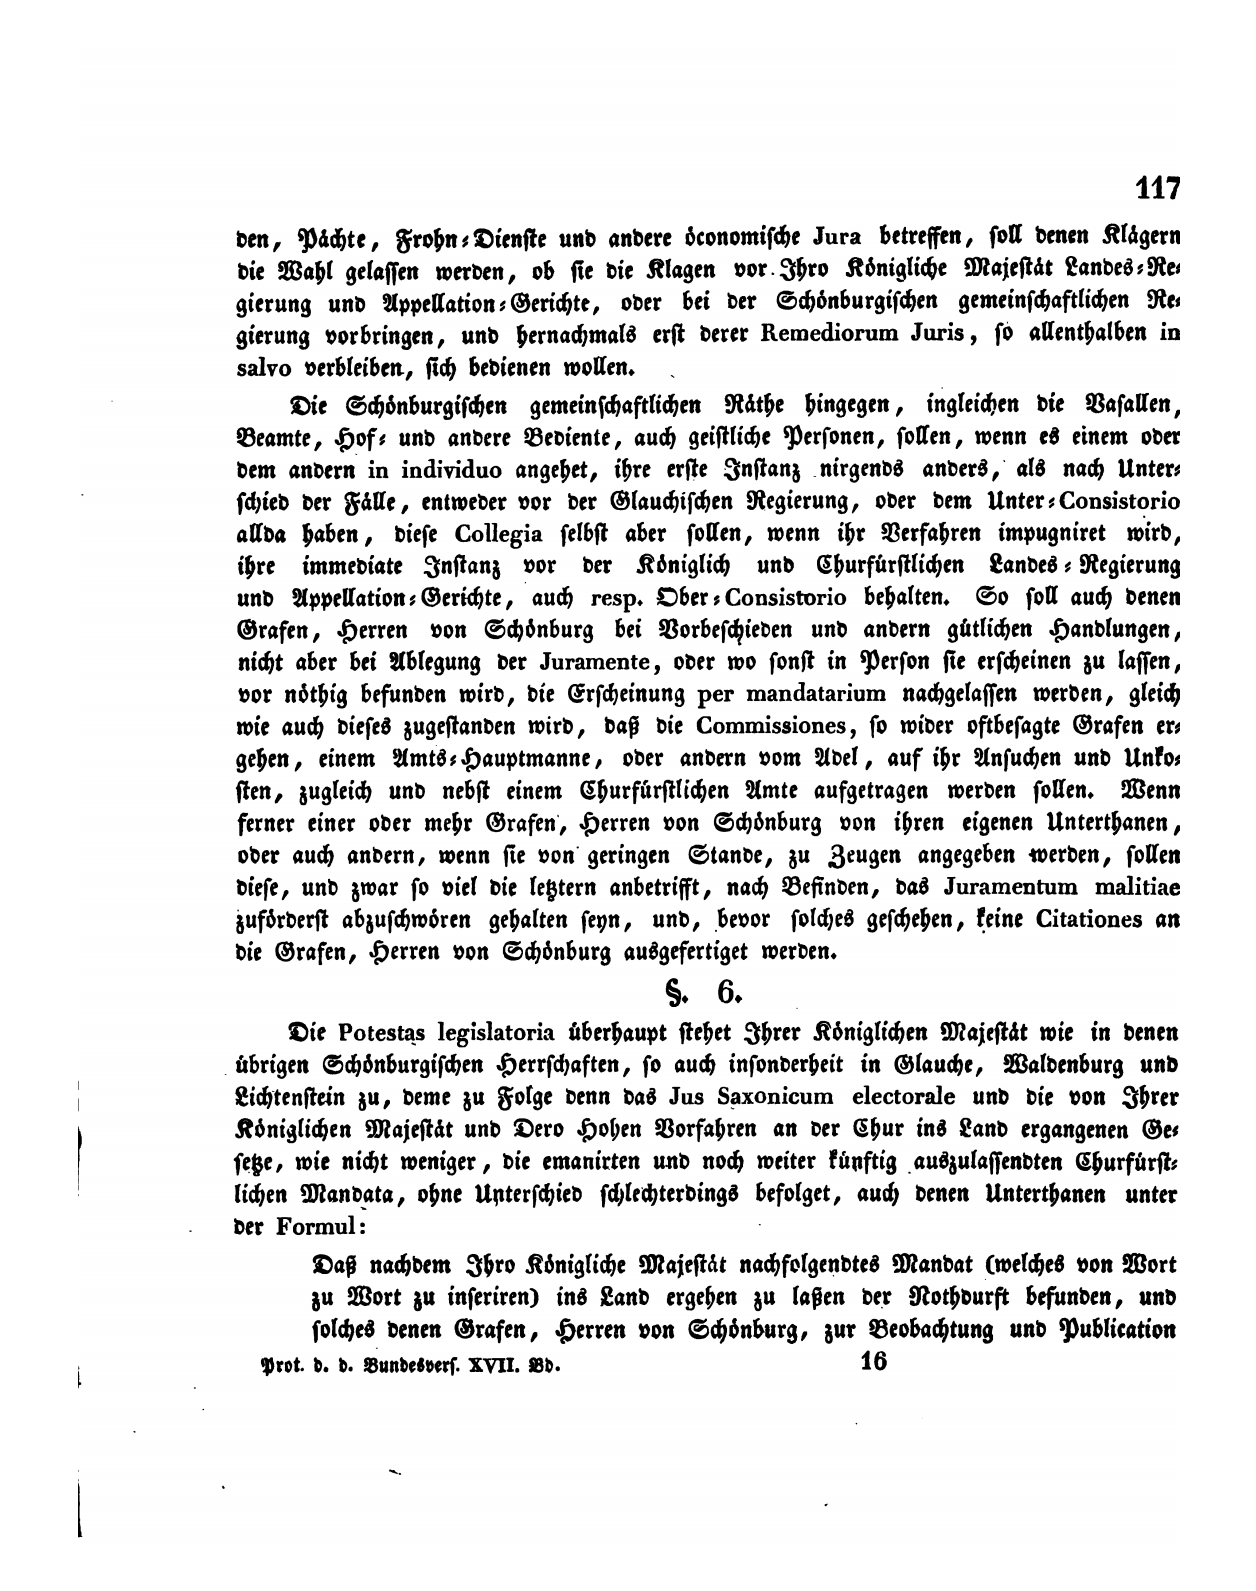 117
den, Pächte, Frohn-Dienste und andere öconomische Jura betreffen, soll denen Klägern
die Wahl gelassen werden, ob sie die Klagen vor Ihro Königliche Majestät Landes-Re-
gierung und Appellation-Gerichte, oder bei der Schönburgischen gemeinschaftlichen Re-
gierung vorbringen, und hernachmals erst derer Remediorum Juris, so allenthalben in
salvo verbleiben, sich bedienen wollen.
Die Schönburgischen gemeinschaftlichen Räthe hingegen, ingleichen die Vasallen,
Beamte, Hof- und andere Bediente, auch geistliche Personen, sollen, wenn es einem oder
dem andern in individuo angehet, ihre erste Instanz nirgends anders, als nach Unter-
schied der Fälle, entweder vor der Glauchischen Regierung, oder dem Unter-Consistorio
allda haben, diese Collegia selbst aber sollen, wenn ihr Verfahren impugniret wird,
ihre immediate Instanz vor der Königlich und Churfürstlichen Landes-Regierung
und Appellation-Gerichte, auch resp. Ober-Consistorio behalten. So soll auch denen
Grafen, Herren von Schönburg bei Vorbeschieden und andern gütlichen Handlungen,
nicht aber bei Ablegung der Juramente, oder wo sonst in Person sie erscheinen zu lassen,
vor nöthig befunden wird, die Erscheinung per mandatarium nachgelassen werden, gleich
wie auch dieses zugestanden wird, daß die Commissiones, so wider oftbesagte Grafen er-
gehen, einem Amts-Hauptmanne, oder andern vom Adel, auf ihr Ansuchen und Unko-
sten, zugleich und nebst einem Churfürstlichen Amte aufgetragen werden sollen. Wenn
ferner einer oder mehr Grafen, Herren von Schönburg von ihren eigenen Unterthanen,
oder auch andern, wenn sie von geringen Stande, zu Zeugen angegeben werden, sollen
diese, und zwar so viel die letztern anbetrifft, nach Befinden, das Juramentum malitiae
zuförderst abzuschwören gehalten seyn, und, bevor solches geschehen, keine Citationes an
die Grafen, Herren von Schönburg ausgefertiget werden.
§. 6.
Die Potestas legislatoria überhaupt stehet Ihrer Königlichen Majestät wie in denen
übrigen Schönburgischen Herrschaften, so auch insonderheit in Glauche, Waldenburg und
Lichtenstein zu, deme zu Folge denn das Jus Saxonicum electorale und die von Ihrer
Königlichen Majestät und Dero Hohen Vorfahren an der Chur ins Land ergangenen Ge-
setze, wie nicht weniger, die emanirten und noch weiter künftig auszulassendten Churfürst-
lichen Mandata, ohne Unterschied schlechterdings befolget, auch denen Unterthanen unter
der Formul:
Daß nachdem Ihro Königliche Majestät nachfolgendtes Mandat (welches von Wort
zu Wort zu inseriren) ins Land ergehen zu laßen der Nothdurft befunden, und
solches denen Grafen, Herren von Schönburg, zur Beobachtung und Publication
Prot. d. d. Bundesvers. XVII. Bd. 16